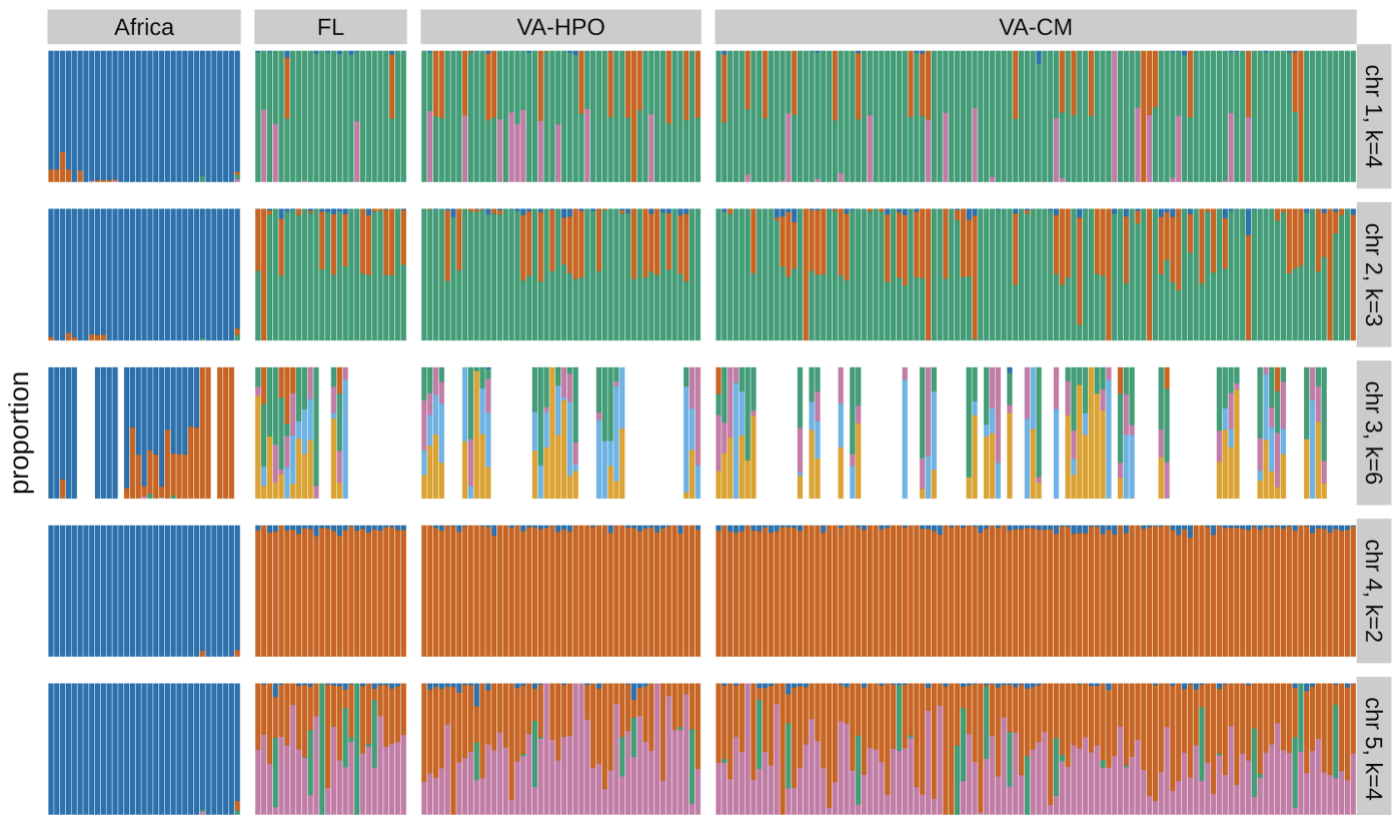 Africa
FL
VA-HPO
VA-CM
proportion
chr 1, k=4
chr 2, k=3
chr 3, k=6
chr 4, k=2
chr 5, k=4